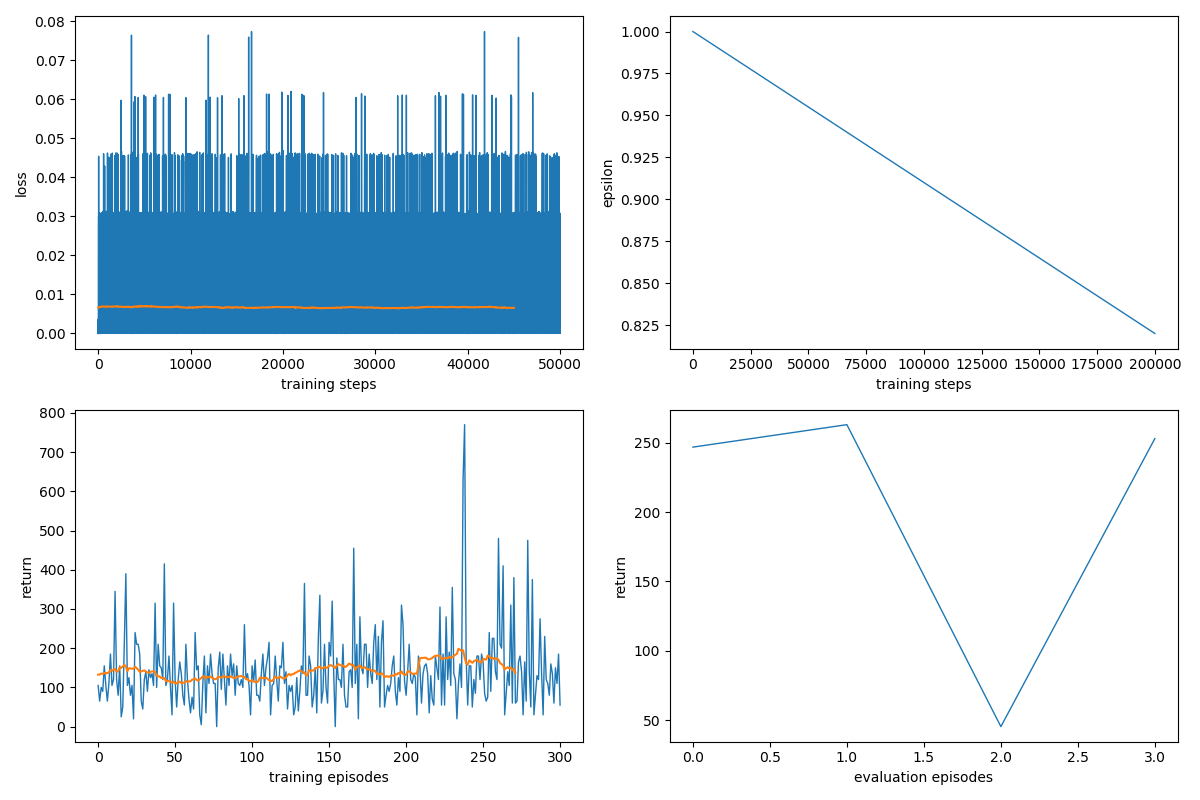 0.08
0.07
0.06
0.05
0.04
0.03
0.02
0.01
0.00
loss
0 10000 20000 30000 40000 50000
training steps
1.000
0.975
0.950
0.925
0.900
0.875
0.850
0.825
epsilon
0 25000 50000 75000 100000 125000 150000 175000 200000
training steps
800
700
600
500
400
300
200
100
0
return
0 50 100 150 200 250 300
training episodes
250
200
150
100
50
return
0.0 0.5 1.0 1.5 2.0 2.5 3.0
evaluation episodes